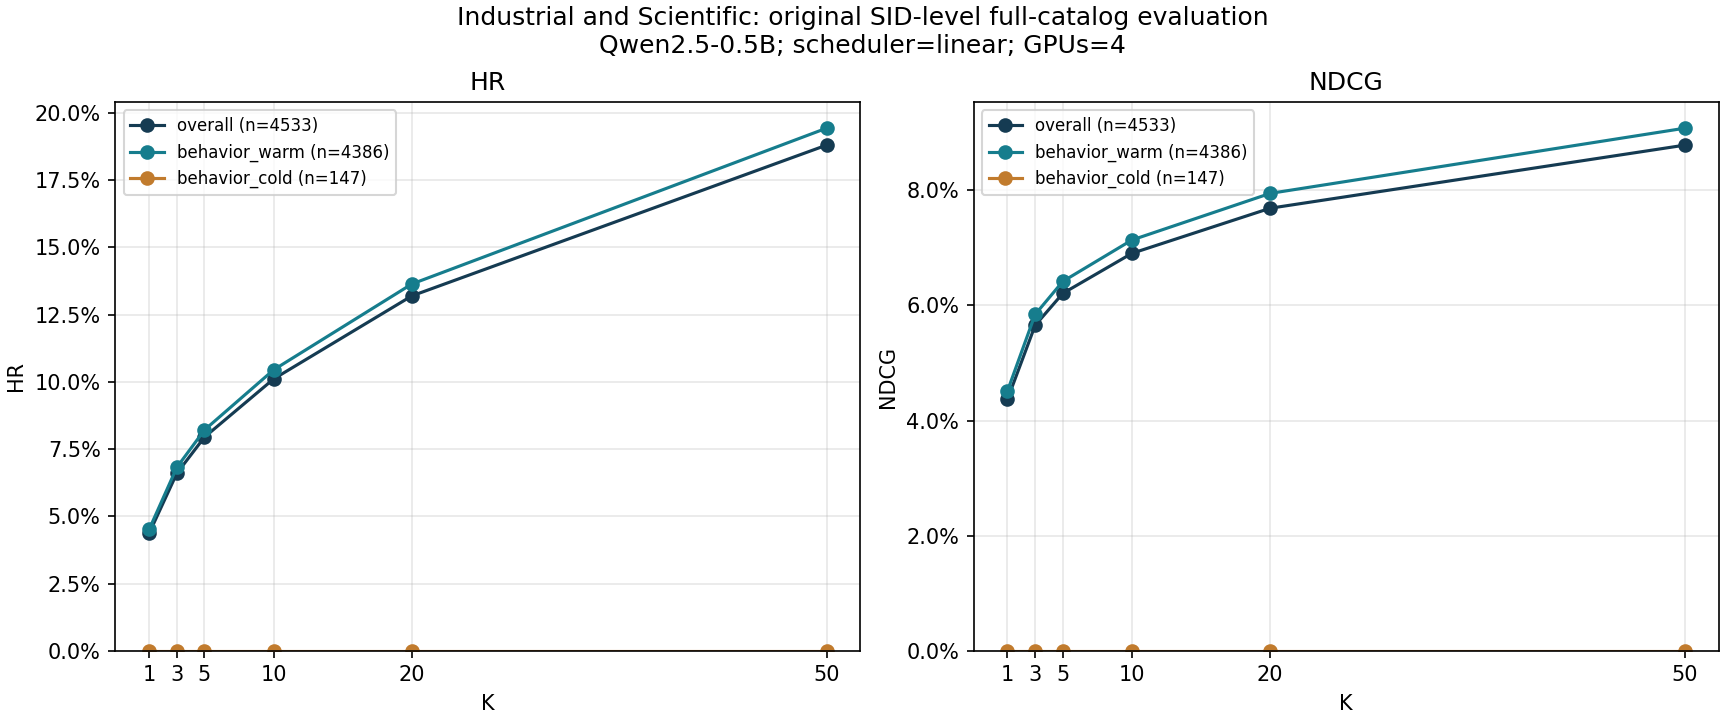 Industrial and Scientific: original SID-level full-catalog evaluation
Qwen2.5-0.5B; scheduler=linear; GPUs=4
HR
20.0%
17.5%
15.0%
12.5%
10.0%
7.5%
5.0%
2.5%
0.0%
HR
overall (n=4533)
behavior_warm (n=4386)
behavior_cold (n=147)
1 3 5 10 20 50
K
NDCG
8.0%
6.0%
4.0%
2.0%
0.0%
NDCG
overall (n=4533)
behavior_warm (n=4386)
behavior_cold (n=147)
1 3 5 10 20 50
K